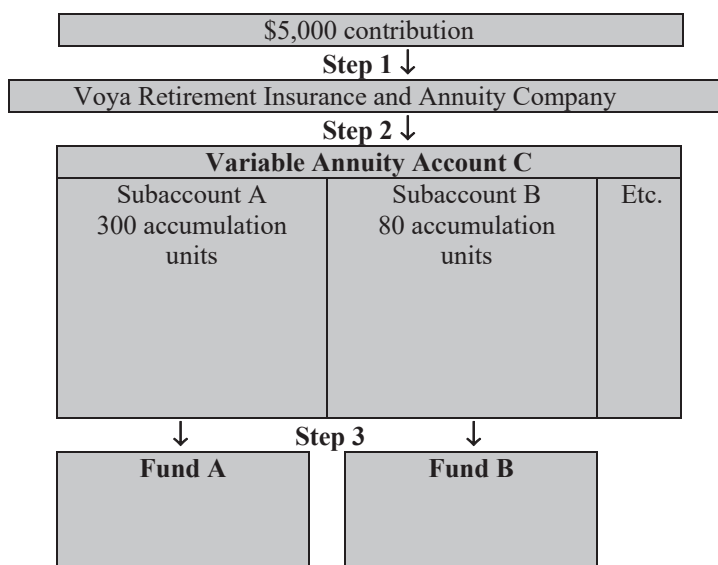 $5,000 contribution
Step 1 ↓
Voya Retirement Insurance and Annuity Company
Step 2 ↓
Variable Annuity Account C
Subaccount A
300 accumulation
units
Subaccount B
80 accumulation
units
Etc.
↓ Step 3 ↓
Fund A
Fund B